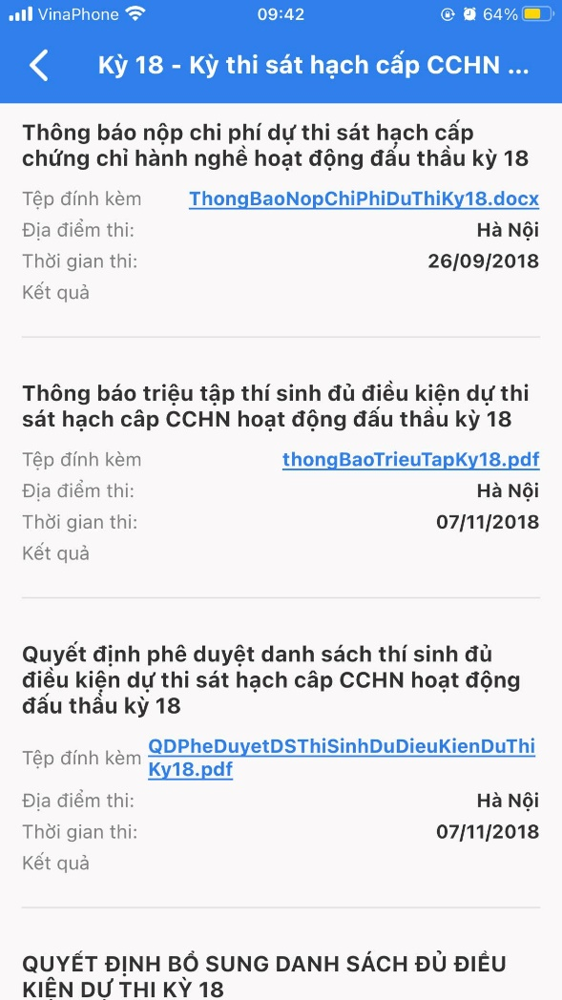 VinaPhone 09:42 64%
Kỳ 18 - Kỳ thi sát hạch cấp CCHN ...
Thông báo nộp chi phí dự thi sát hạch cấp
chứng chỉ hành nghề hoạt động đấu thầu kỳ 18
Tệp đính kèm ThongBaoNopChiPhiDuThiKy18.docx
Địa điểm thi: Hà Nội
Thời gian thi: 26/09/2018
Kết quả
Thông báo triệu tập thí sinh đủ điều kiện dự thi
sát hạch câp CCHN hoạt động đấu thầu kỳ 18
Tệp đính kèm thongBaoTrieuTapKy18.pdf
Địa điểm thi: Hà Nội
Thời gian thi: 07/11/2018
Kết quả
Quyết định phê duyệt danh sách thí sinh đủ
điều kiện dự thi sát hạch câp CCHN hoạt động
đấu thầu kỳ 18
Tệp đính kèm QDPheDuyetDSThiSinhDuDieuKienDuThi
Ky18.pdf
Địa điểm thi: Hà Nội
Thời gian thi: 07/11/2018
Kết quả
QUYẾT ĐỊNH BỔ SUNG DANH SÁCH ĐỦ ĐIỀU
KIỆN DỰ THI KỲ 18